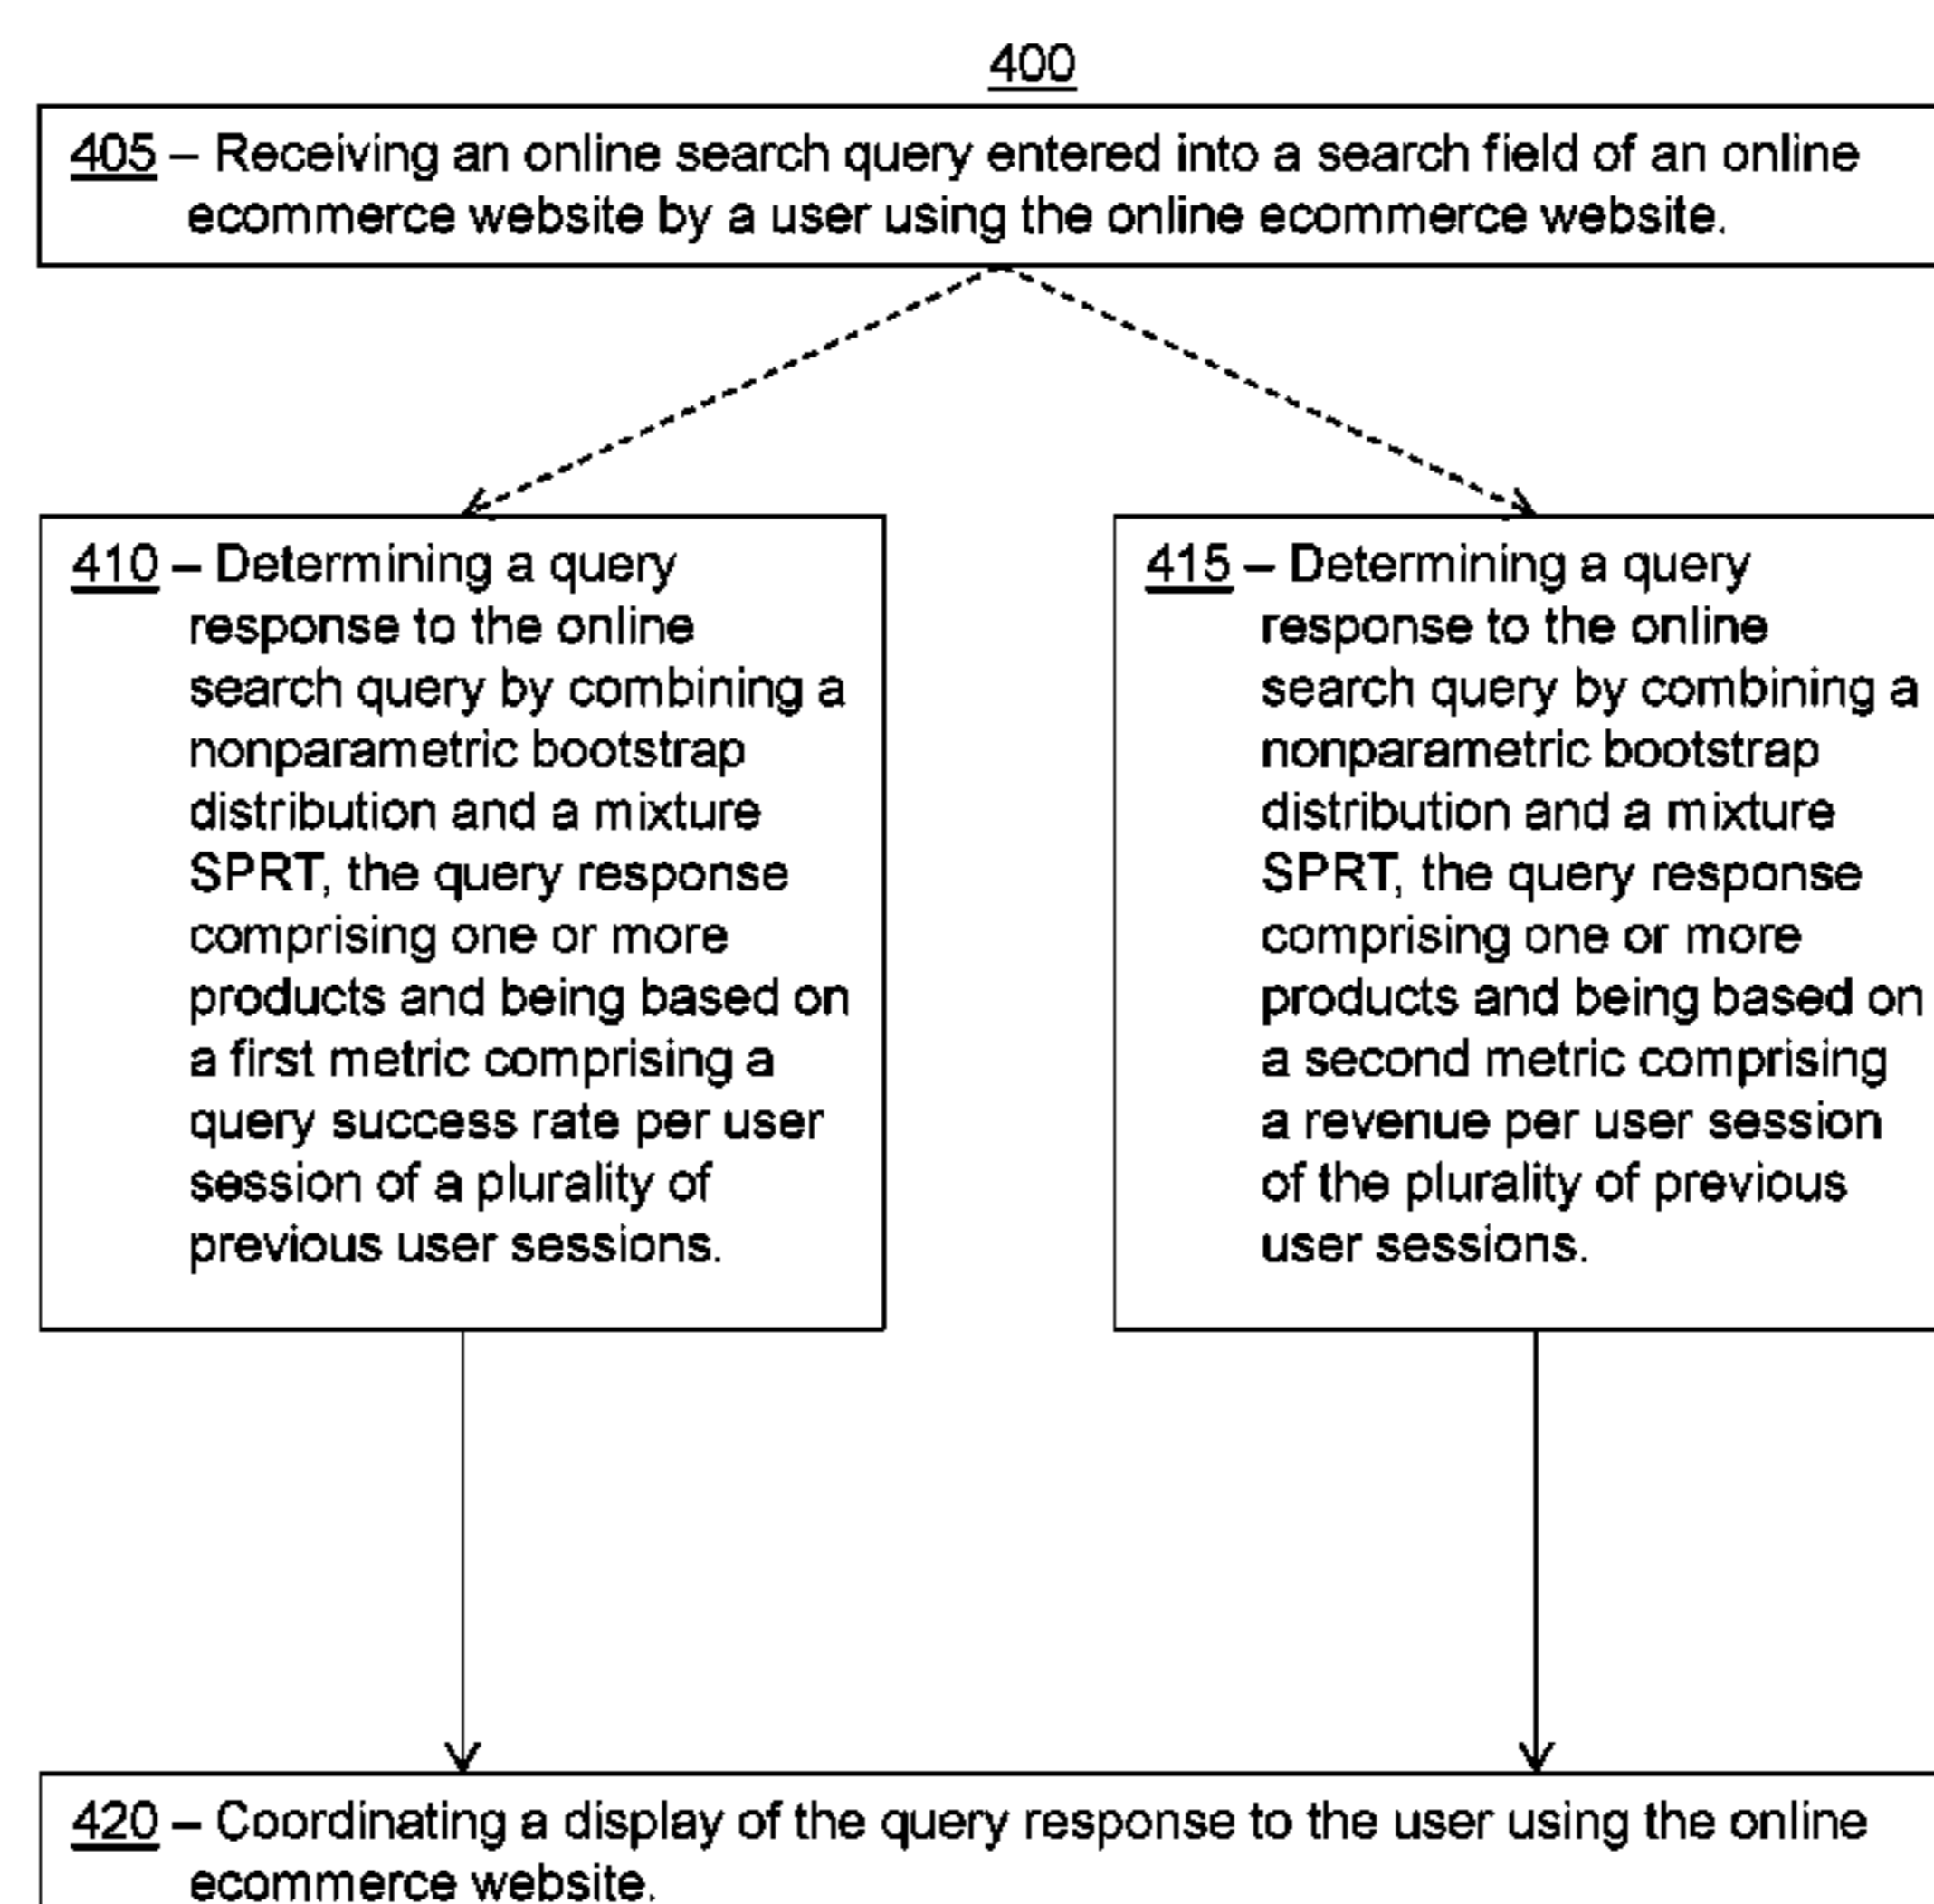 400
405 – Receiving an online search query entered into a search field of an online
ecommerce website by a user using the online ecommerce website.
410 – Determining a query
response to the online
search query by combining a
nonparametric bootstrap
distribution and a mixture
SPRT, the query response
comprising one or more
products and being based on
a first metric comprising a
query success rate per user
session of a plurality of
previous user sessions.
415 – Determining a query
response to the online
search query by combining a
nonparametric bootstrap
distribution and a mixture
SPRT, the query response
comprising one or more
products and being based on
a second metric comprising
a revenue per user session
of the plurality of previous
user sessions.
420 – Coordinating a display of the query response to the user using the online
ecommerce website.